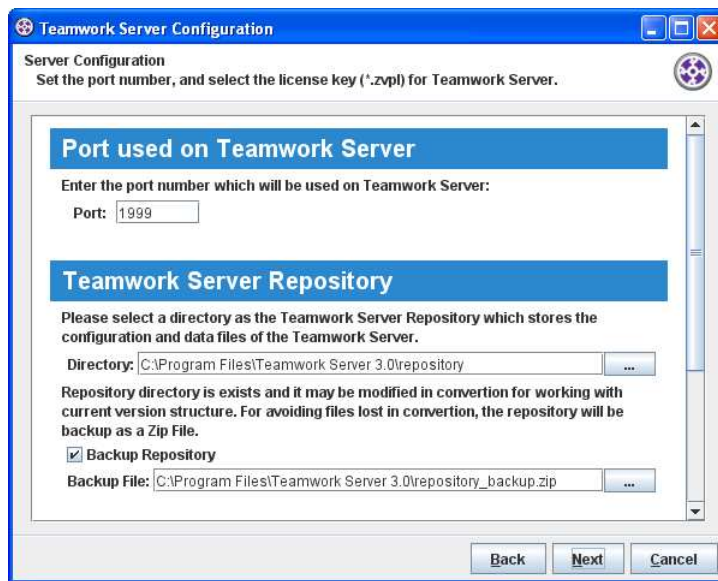 Teamwork Server Configuration
Server Configuration
Set the port number, and select the license key (*.zvpl) for Teamwork Server.
Port used on Teamwork Server
Enter the port number which will be used on Teamwork Server:
Port: 1999
Teamwork Server Repository
Please select a directory as the Teamwork Server Repository which stores the
configuration and data files of the Teamwork Server.
Directory: C:\Program Files\Teamwork Server 3.0\repository ...
Repository directory is exists and it may be modified in convertion for working with
current version structure. For avoiding files lost in convertion, the repository will be
backup as a Zip File.
Backup Repository
Backup File: C:\Program Files\Teamwork Server 3.0\repository_backup.zip ...
Back Next Cancel